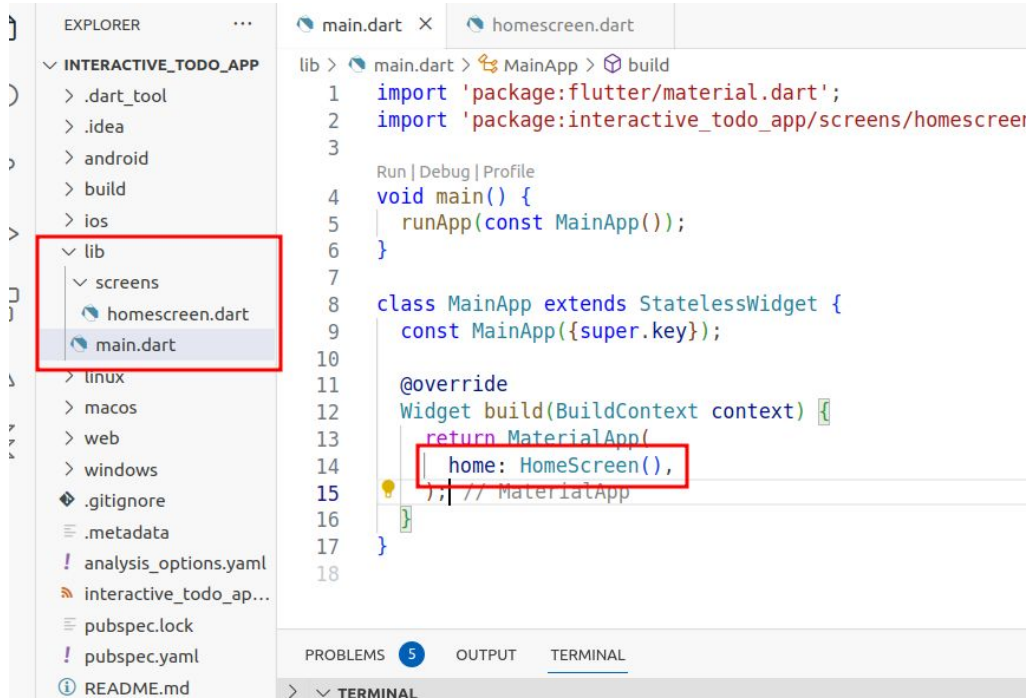 EXPLORER ...
INTERACTIVE_TODO_APP
.dart_tool
.idea
android
build
ios
lib
screens
homescreen.dart
main.dart
linux
macos
web
windows
.gitignore
.metadata
analysis_options.yaml
interactive_todo_ap...
pubspec.lock
pubspec.yaml
README.md
main.dart homescreen.dart
lib > main.dart > MainApp > build
1 import 'package:flutter/material.dart';
2 import 'package:interactive_todo_app/screens/homescreen
3
Run | Debug | Profile
4 void main() {
5 runApp(const MainApp());
6 }
7
8 class MainApp extends StatelessWidget {
9 const MainApp({super.key});
10
11 @override
12 Widget build(BuildContext context) {
13 return MaterialApp(
14 home: HomeScreen(),
15 ); // MaterialApp
16 }
17 }
18
PROBLEMS 5 OUTPUT TERMINAL
TERMINAL